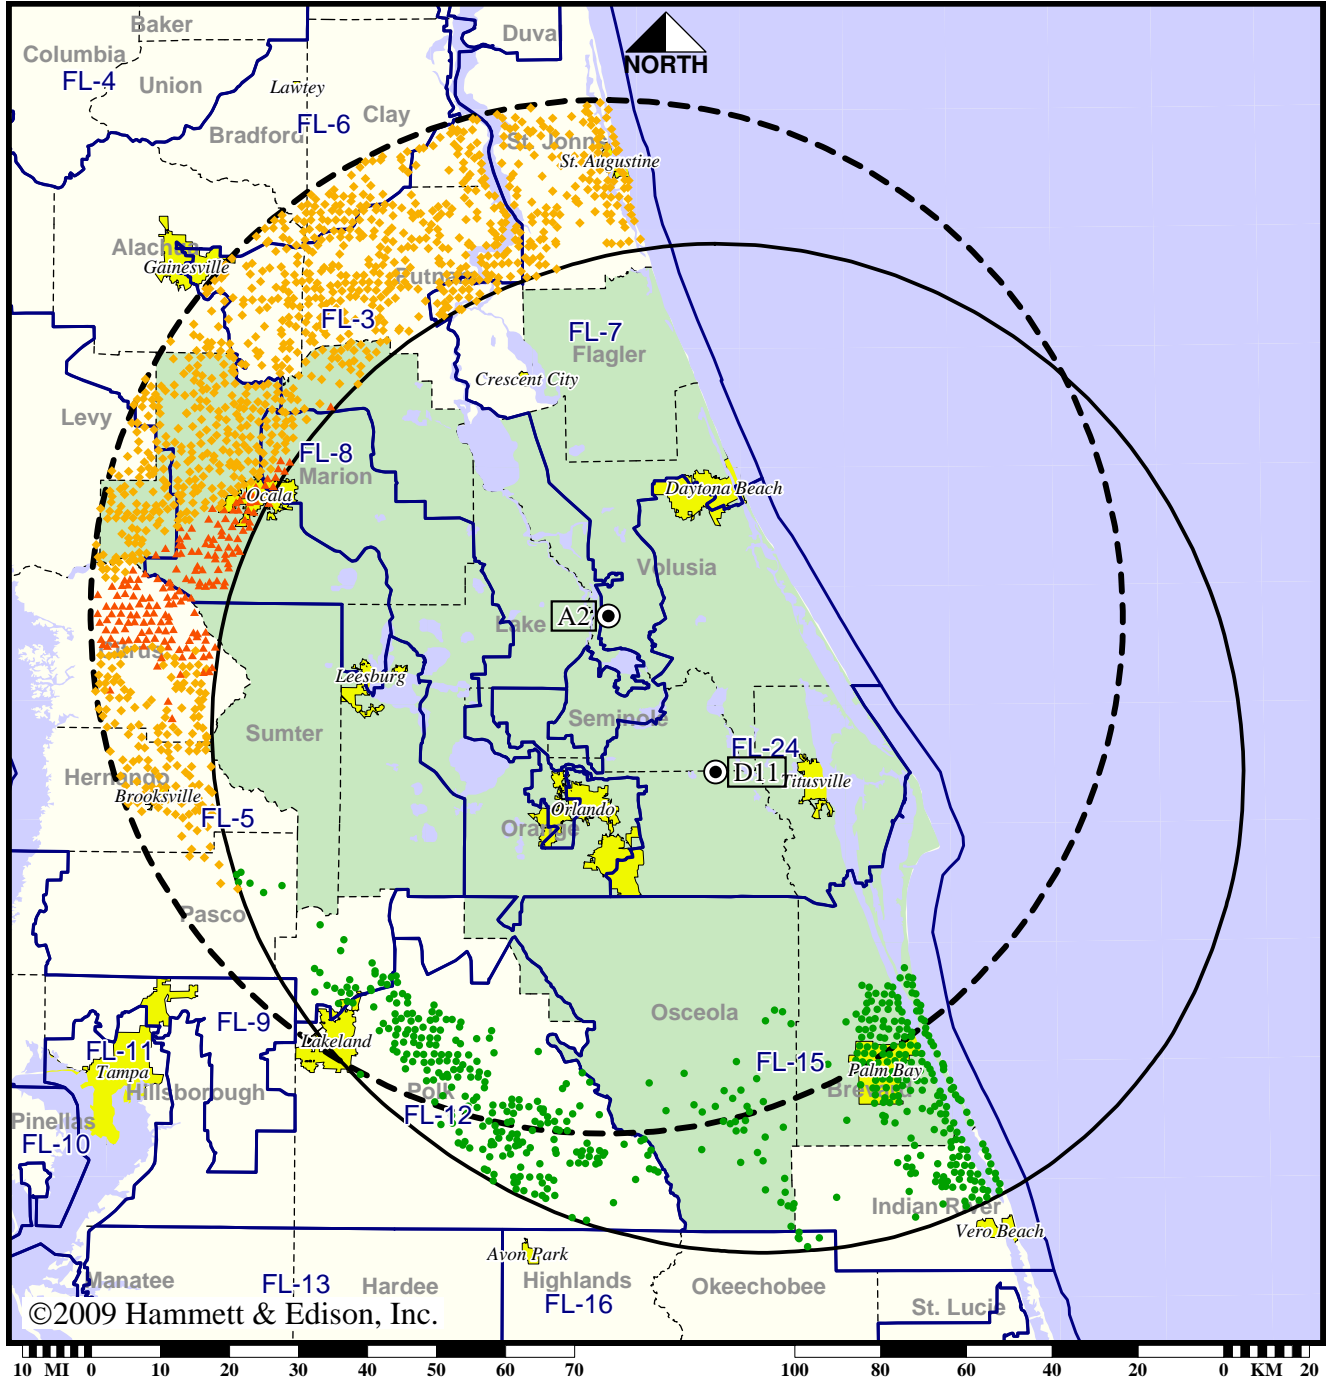 Baker
Duva
Columbia
NORTH
FL-4
Union
Lawtey
Clay
FL-6
Bradford
St. Johns
St. Augustine
Alachua
Gainesville
Putnam
FL-3
FL-7
Flagler
Crescent City
Levy
FL-8
Marion
Ocala
Daytona Beach
Volusia
A2
Lake
Citrus
Leesburg
Seminole
Sumter
FL-24
D11
Titusville
Hernando
Brooksville
FL-5
Orlando
Orange
Pasco
Osceola
FL-9
Lakeland
FL-11
Tampa
FL-15
Palm Bay
Hillsborough
Polk
Brevard
FL-12
Pinellas
FL-10
Indian River
Vero Beach
Avon Park
Manatee
FL-13
Hardee
Highlands
Okeechobee
FL-16
St. Lucie
©2009 Hammett & Edison, Inc.
10 MI 0 10 20 30 40 50 60 70 100 80 60 40 20 0 KM 20